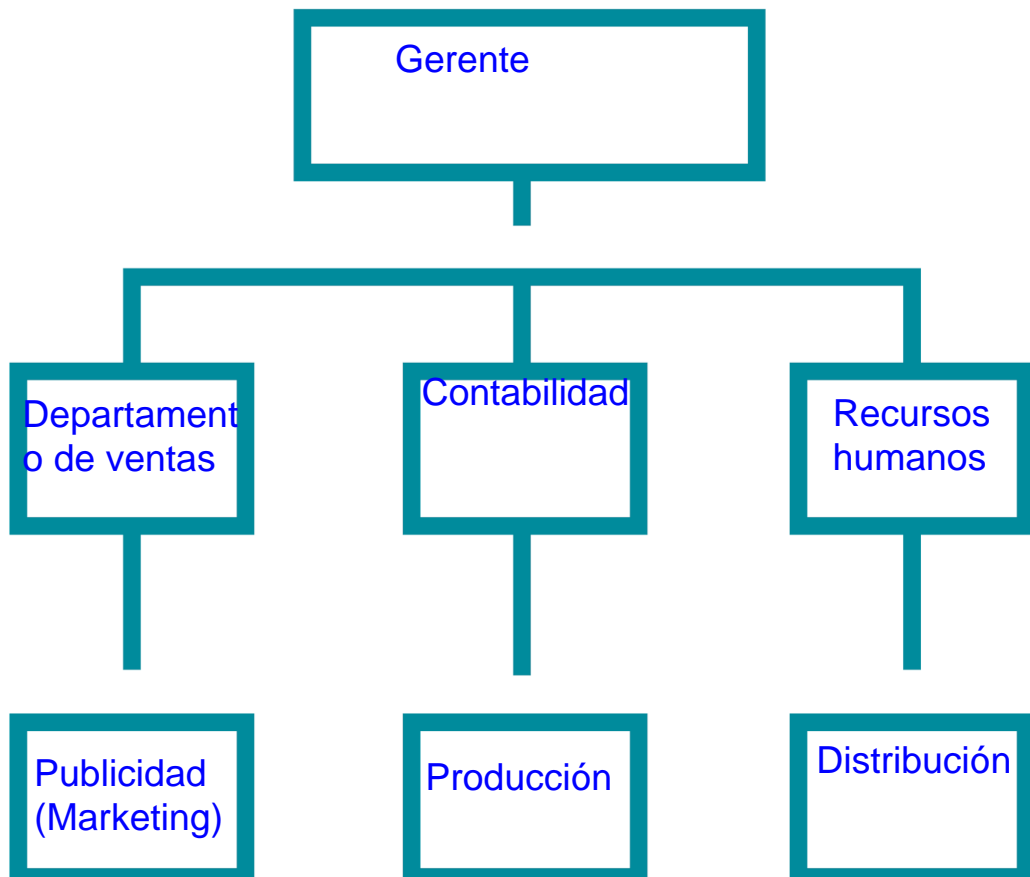 Gerente
Departament
o de ventas
Contabilidad
Recursos
humanos
Publicidad
(Marketing)
Producción
Distribución